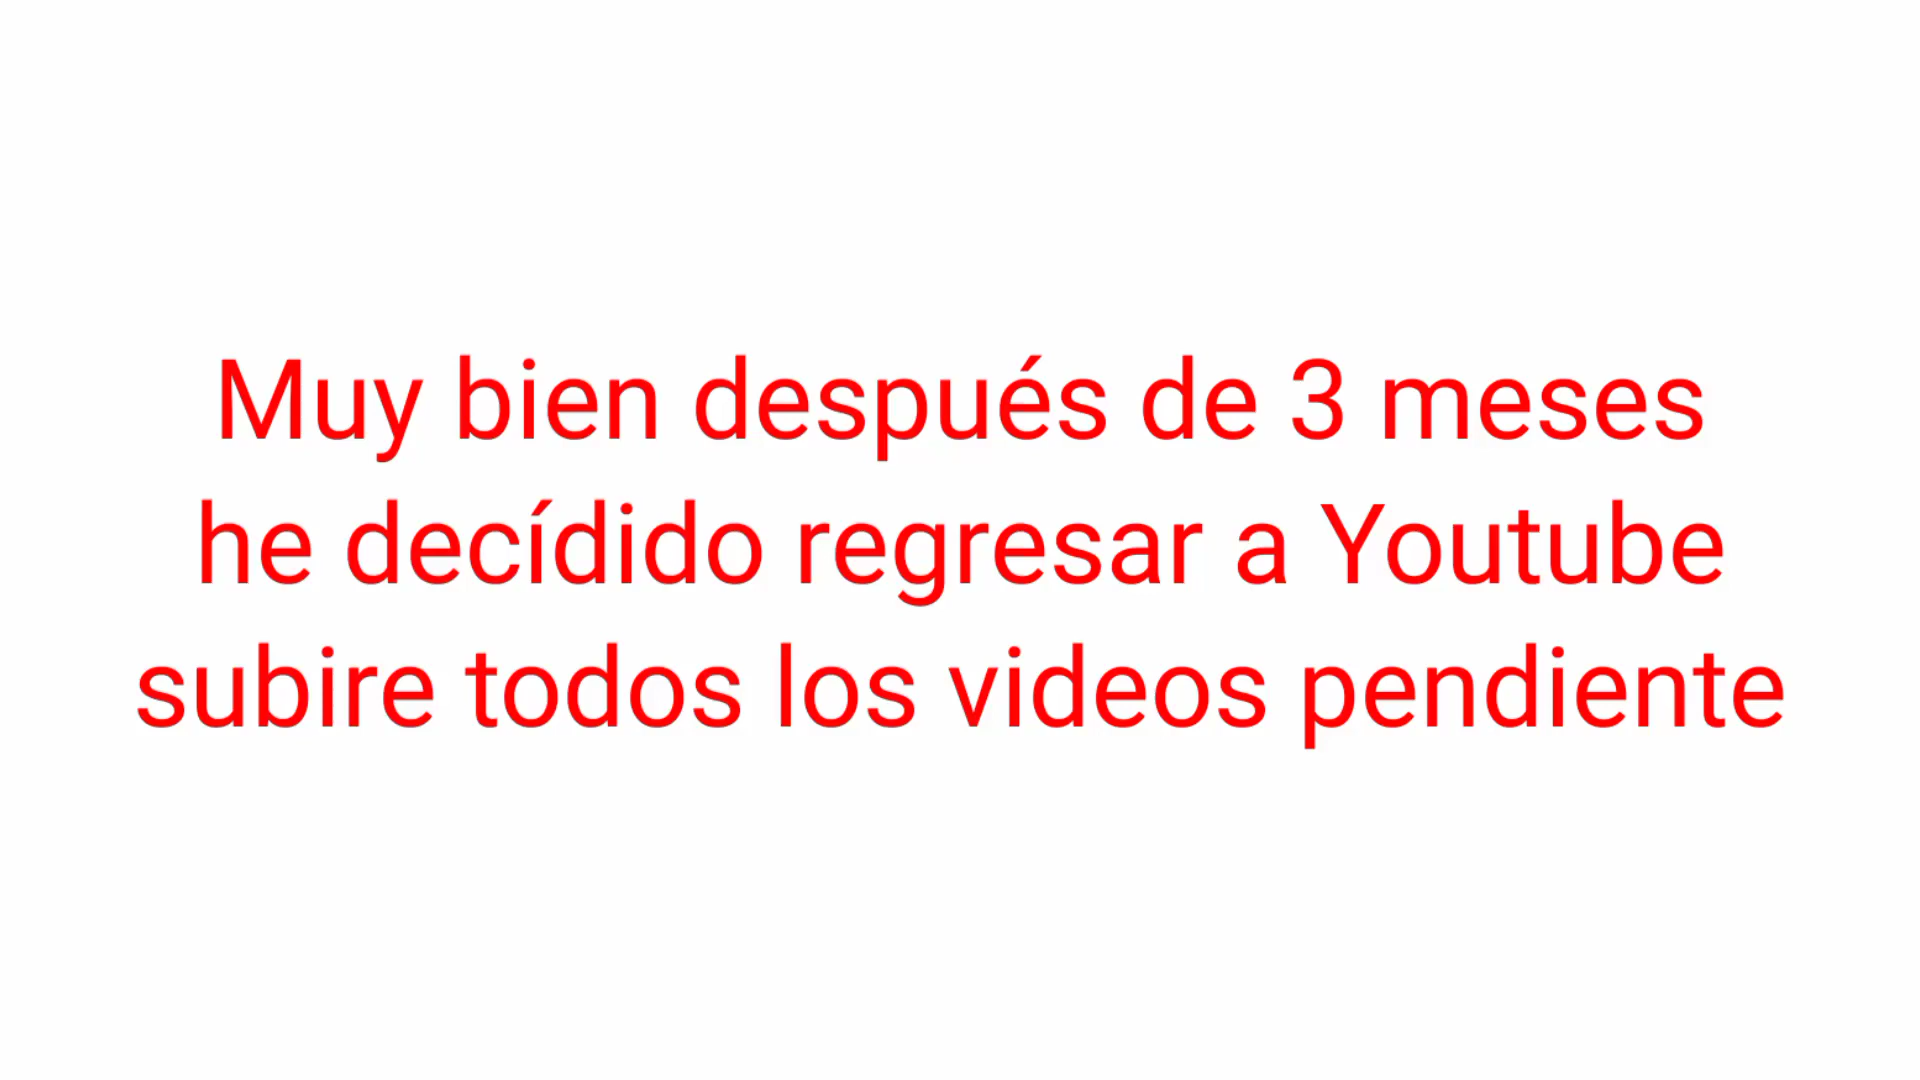 Muy bien después de 3 meses
he decídido regresar a Youtube
subire todos los videos pendiente